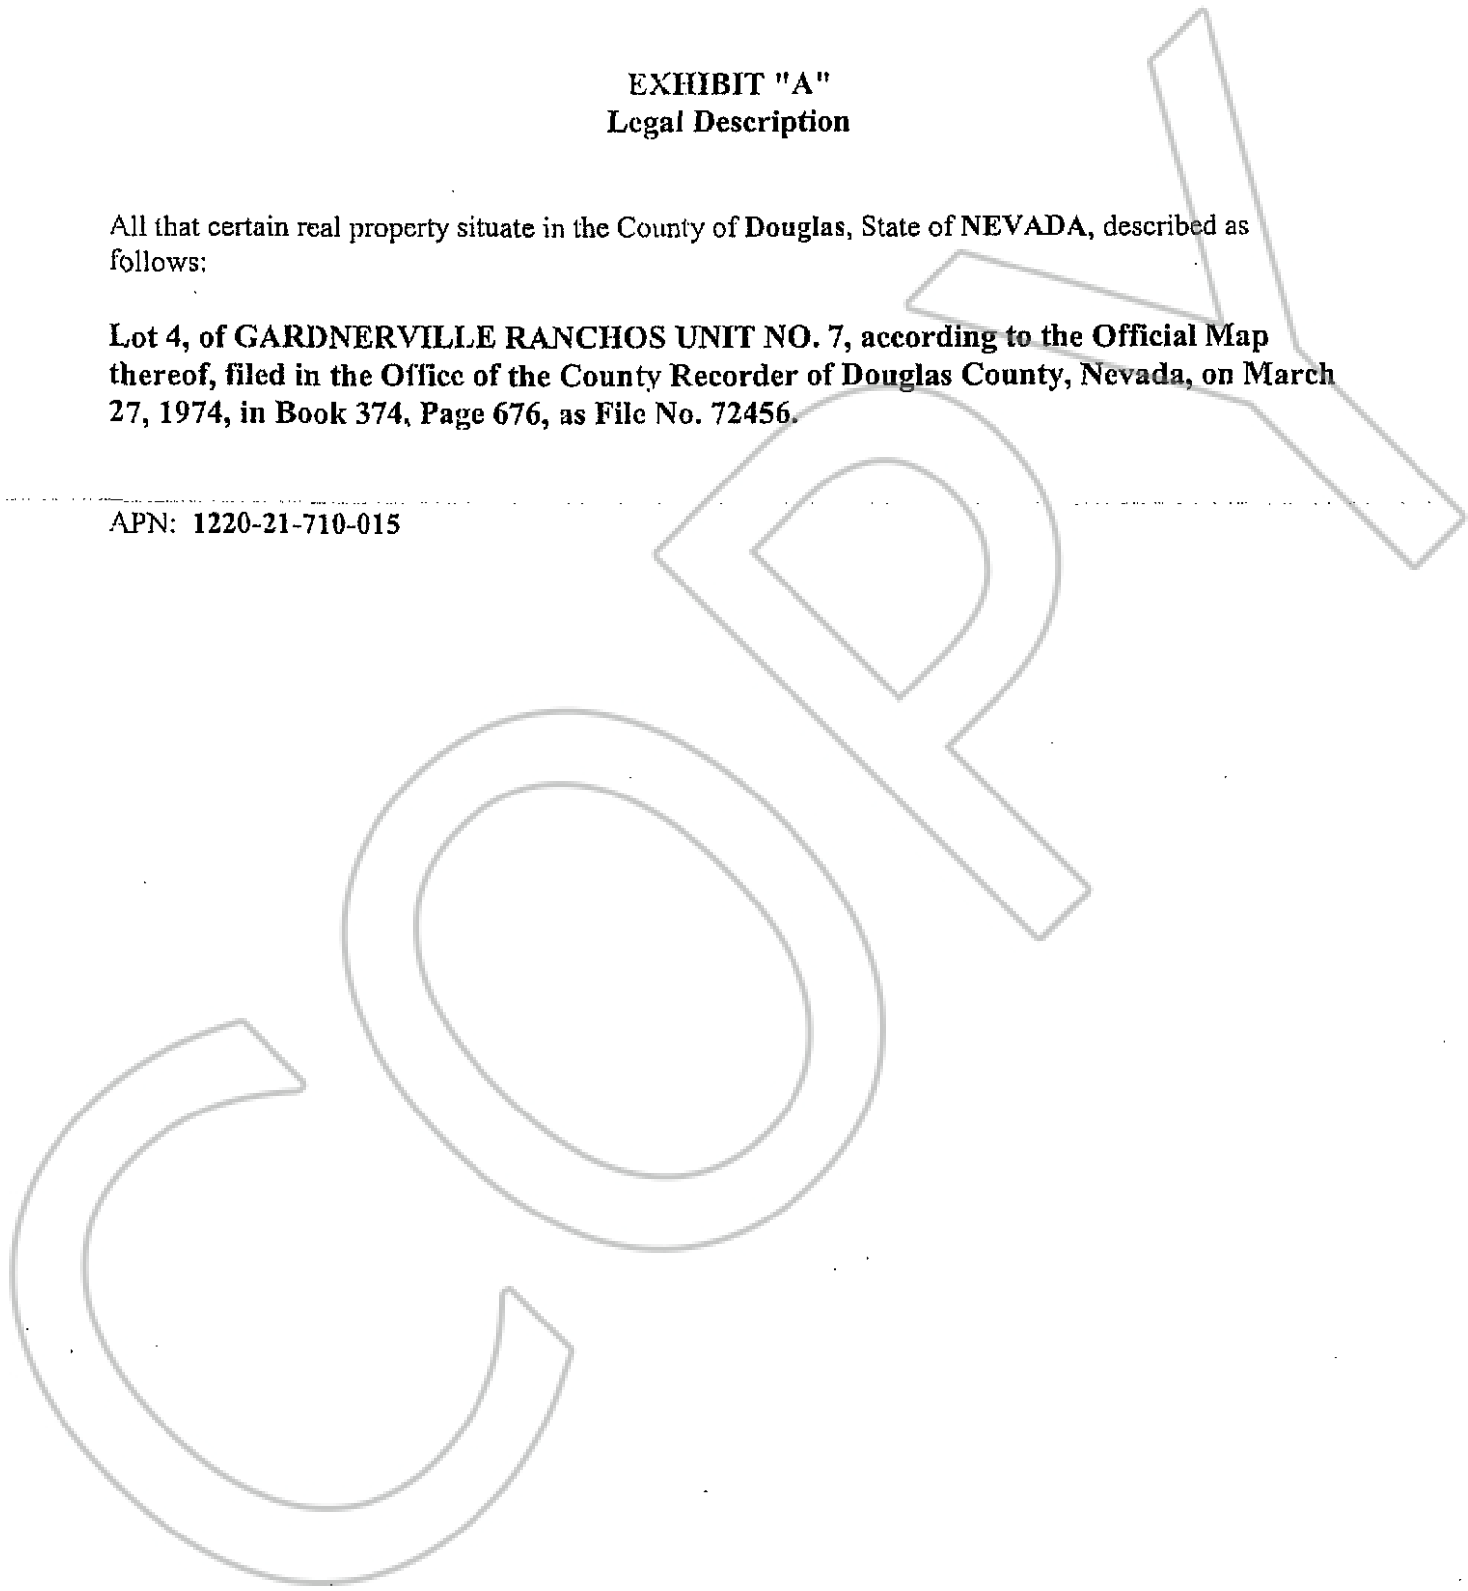 EXHIBIT "A"
Legal Description
All that certain real property situate in the County of Douglas, State of NEVADA, described as
follows:
Lot 4, of GARDNERVILLE RANCHOS UNIT NO. 7, according to the Official Map
thereof, filed in the Office of the County Recorder of Douglas County, Nevada, on March
27, 1974, in Book 374, Page 676, as File No. 72456.
APN: 1220-21-710-015
COPY